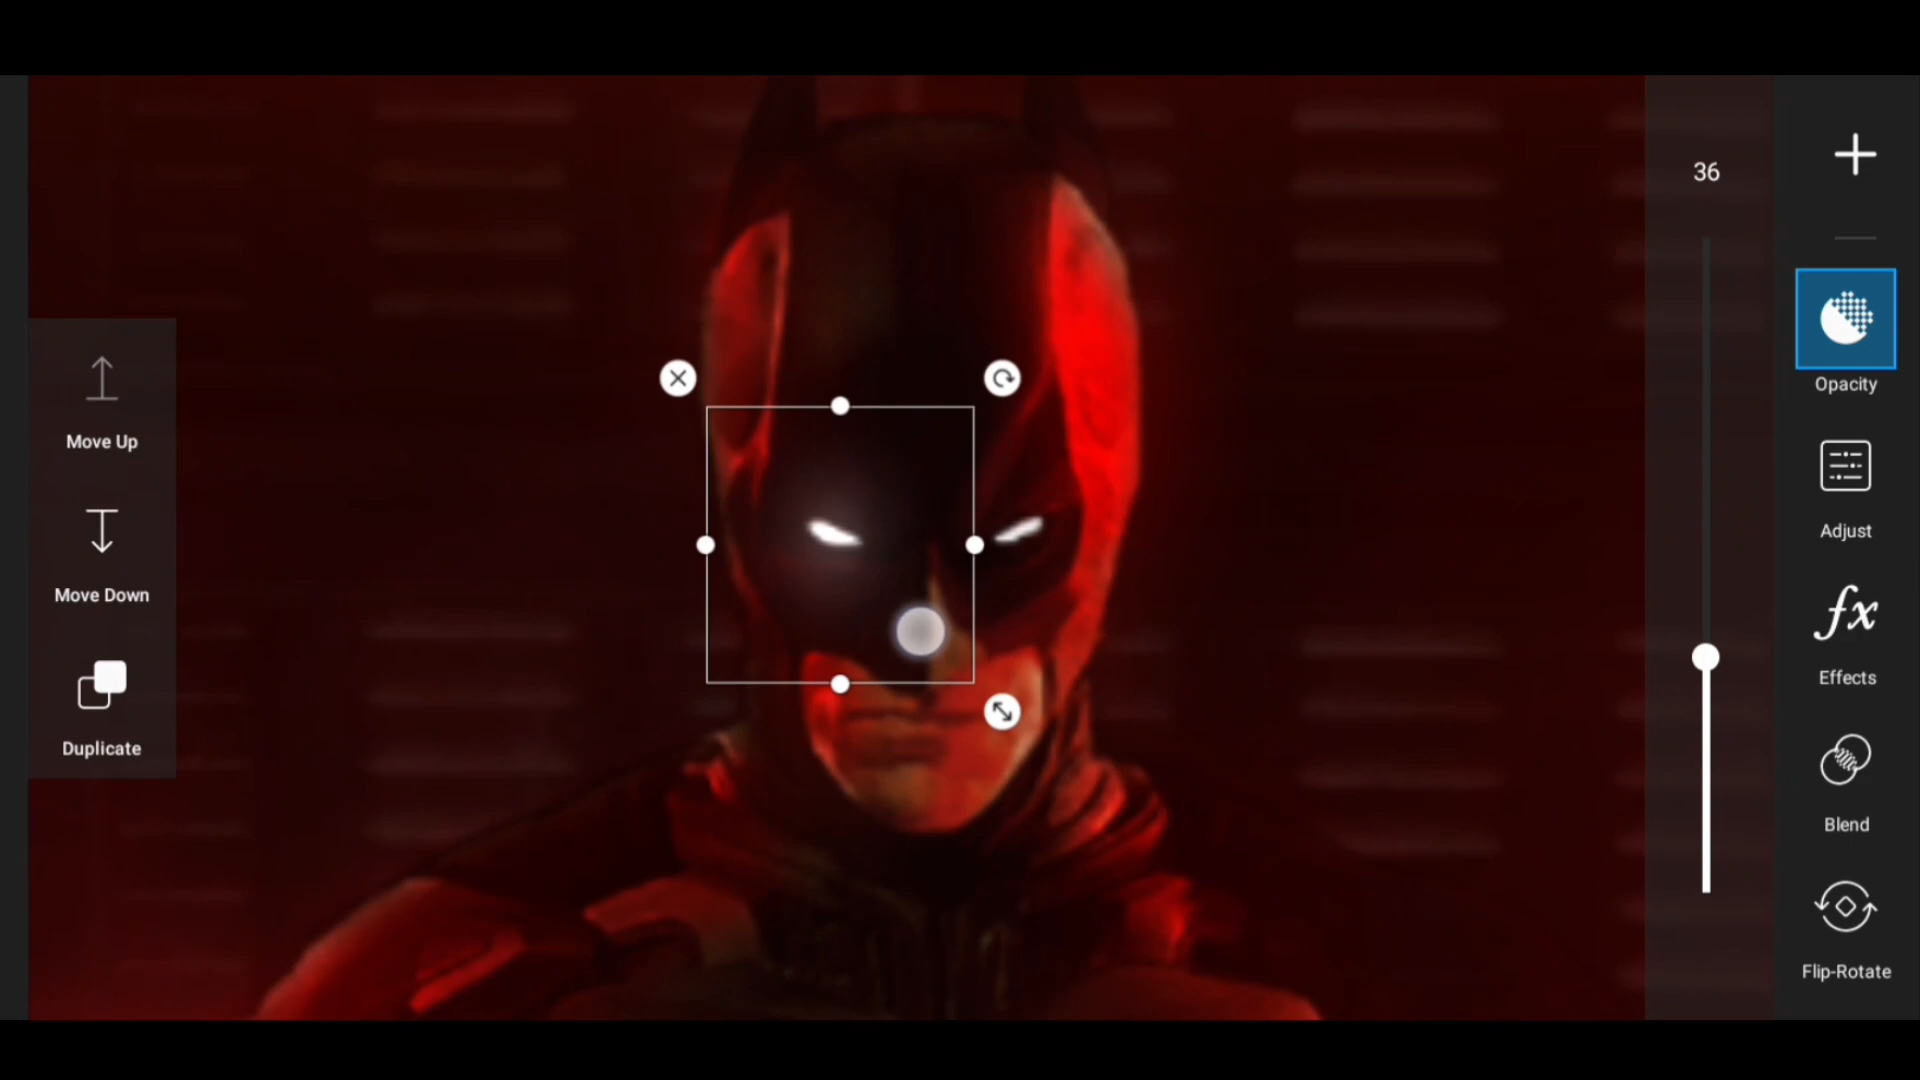 36
Opacity
Move Up
Adjust
Move Down
fx
Effects
Duplicate
Blend
Flip-Rotate